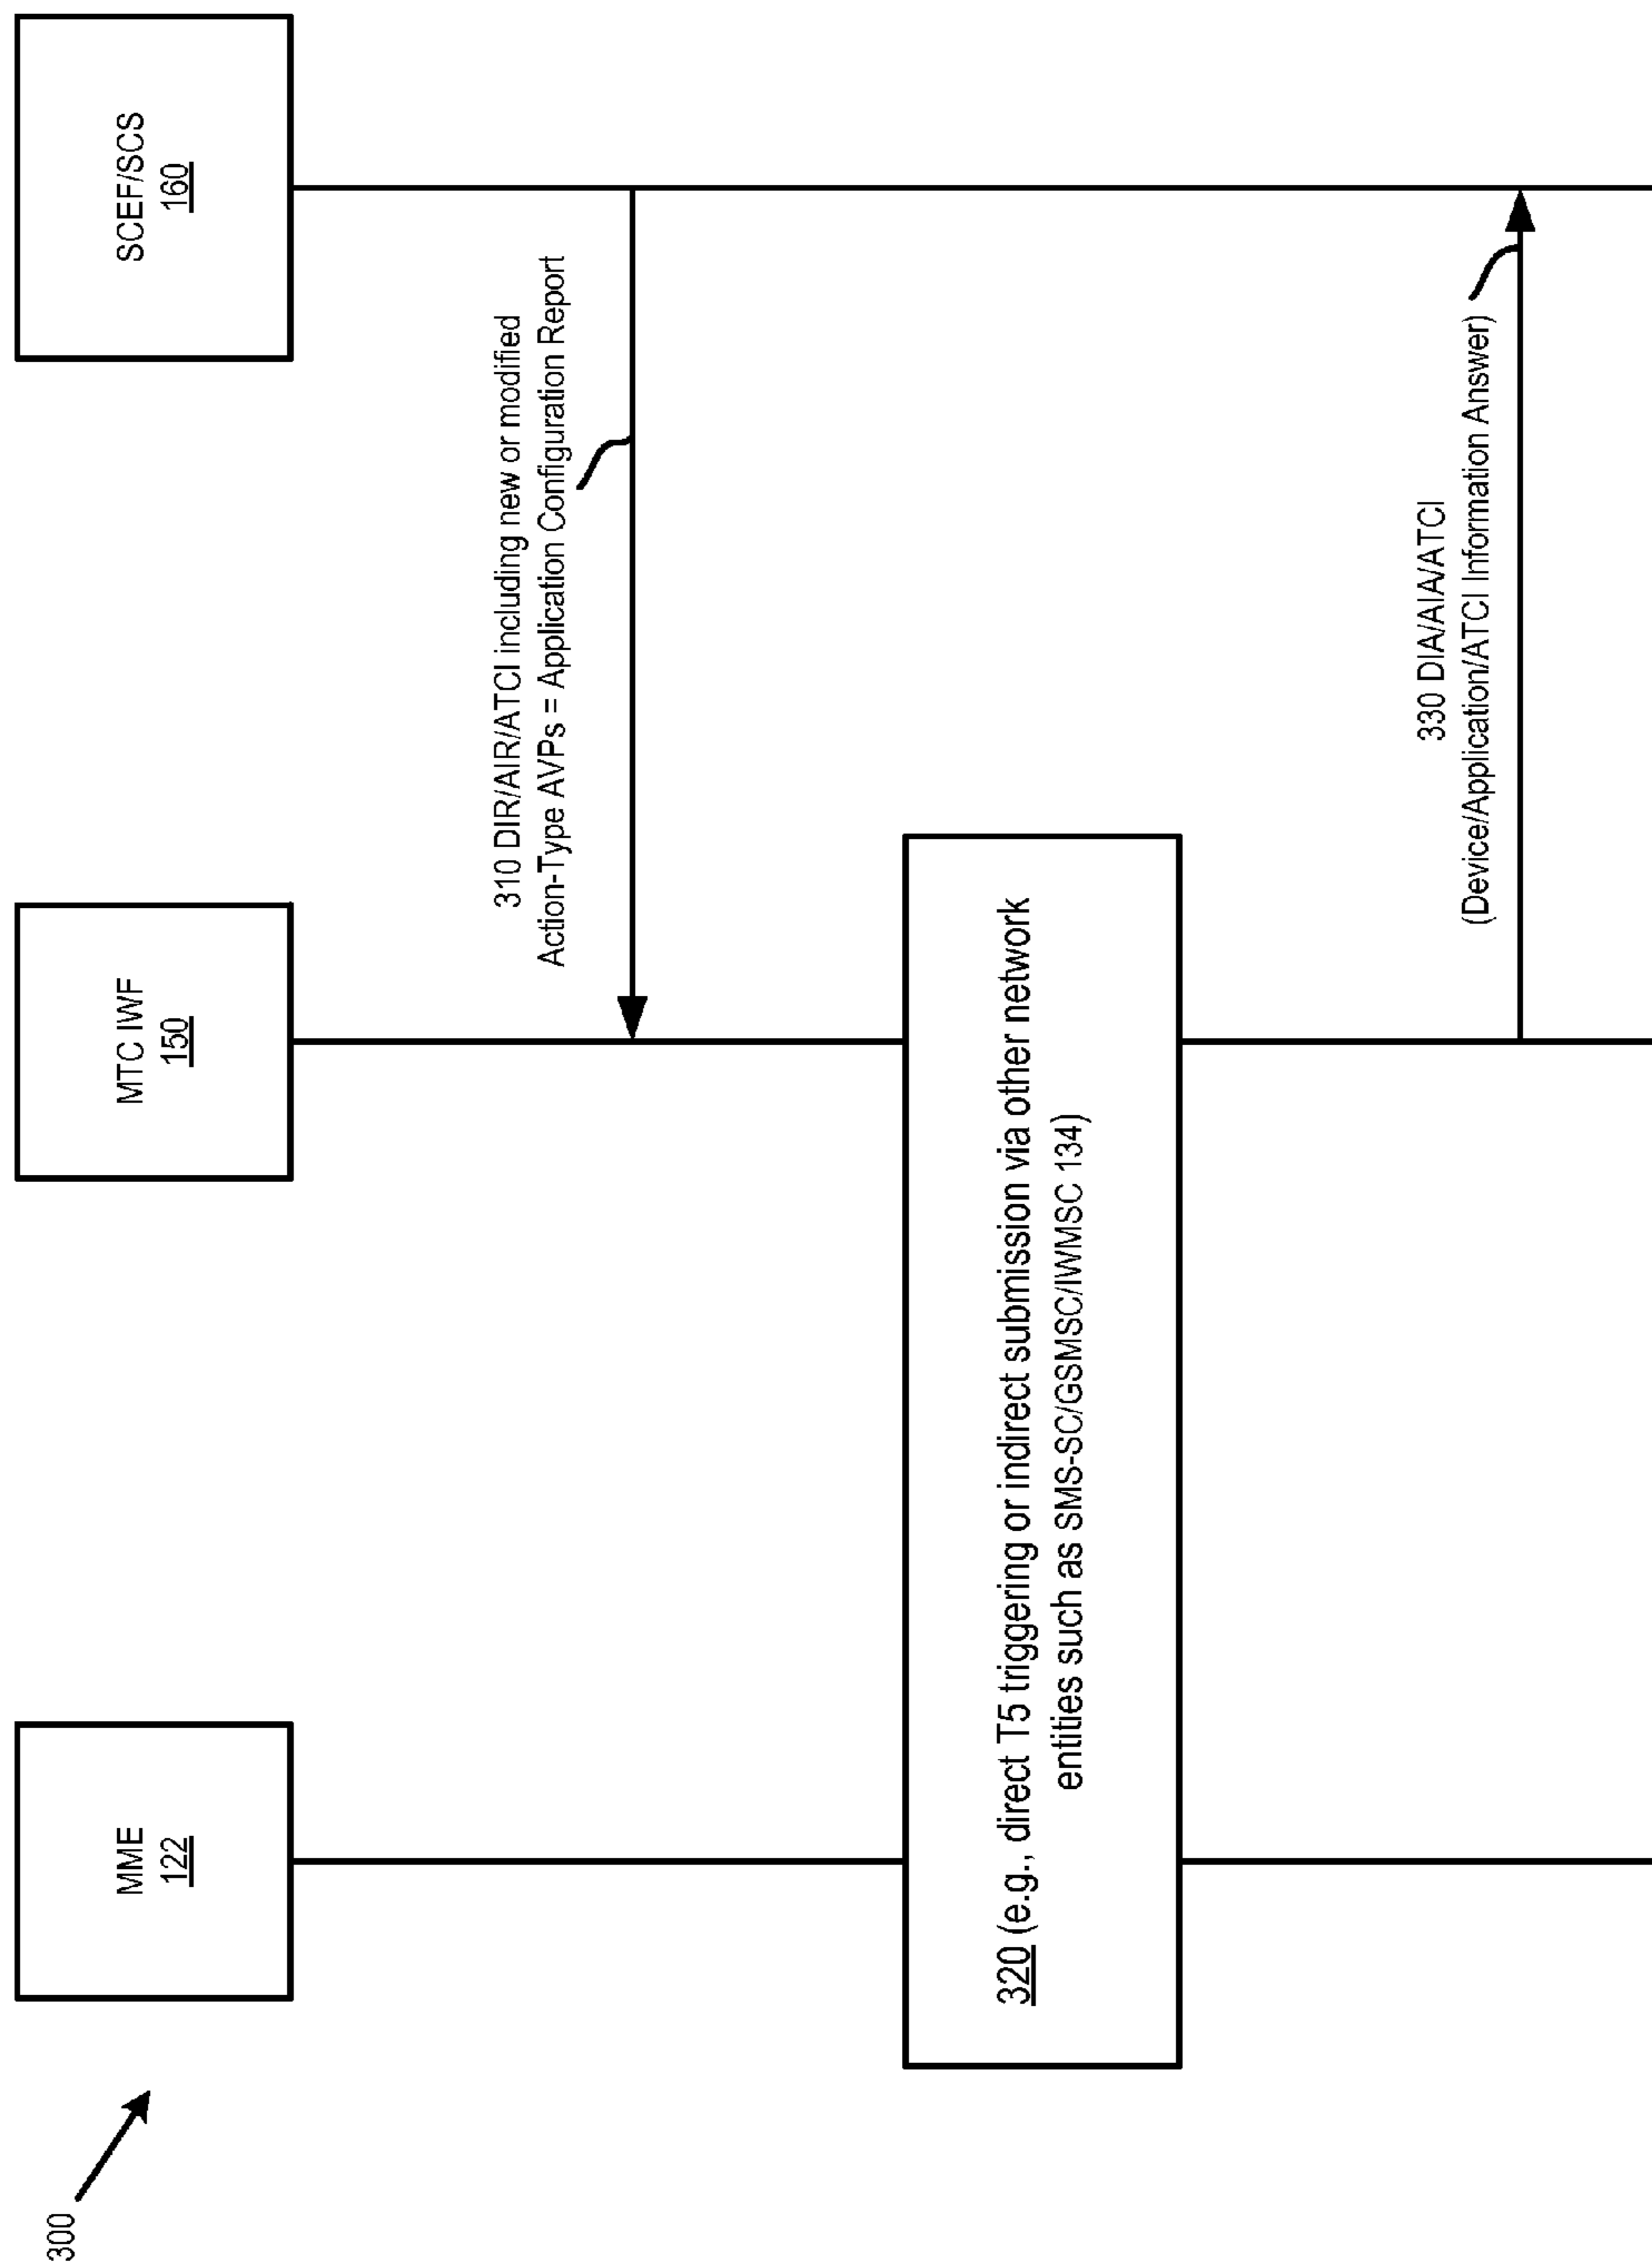 300
MME
122
MTC IWF
150
SCEF/SCS
160
310 DIR/AIR/ATCI including new or modified
Action-Type AVPs = Application Configuration Report
320 (e.g., direct T5 triggering or indirect submission via other network
entities such as SMS-SC/GSMSC/IWMSC 134)
330 DIA/AIA/ATCI
(Device/Application/ATCI Information Answer)